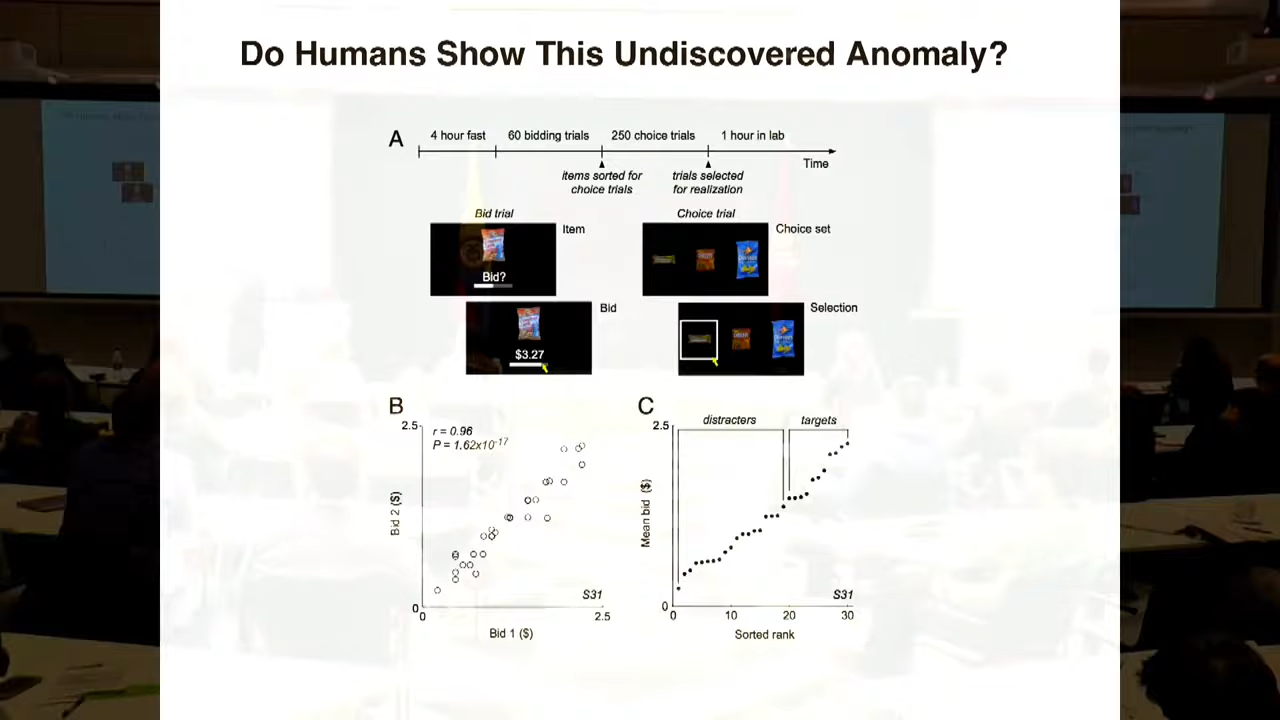 Do Humans Show This Undiscovered Anomaly?
A
4 hour fast
60 bidding trials
250 choice trials
1 hour in lab
Time
items sorted for
choice trials
trials selected
for realization
Bid trial
Item
Bid?
Bid
$3.27
Choice trial
Choice set
Selection
B
2.5
r = 0.96
P = 1.62x10-17
Bid 2 ($)
S31
0
0
2.5
Bid 1 ($)
C
distracters
targets
2.5
Mean bid ($)
S31
0
0
10
20
30
Sorted rank